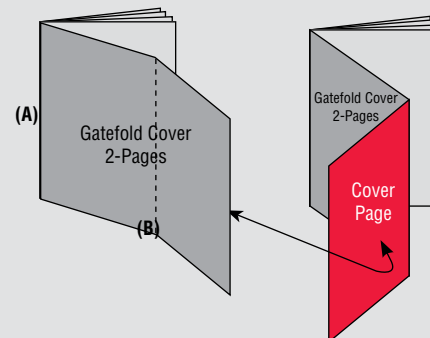 (A)
Gatefold Cover
2-Pages
(B)
Gatefold Cover
2-Pages
Cover
Page